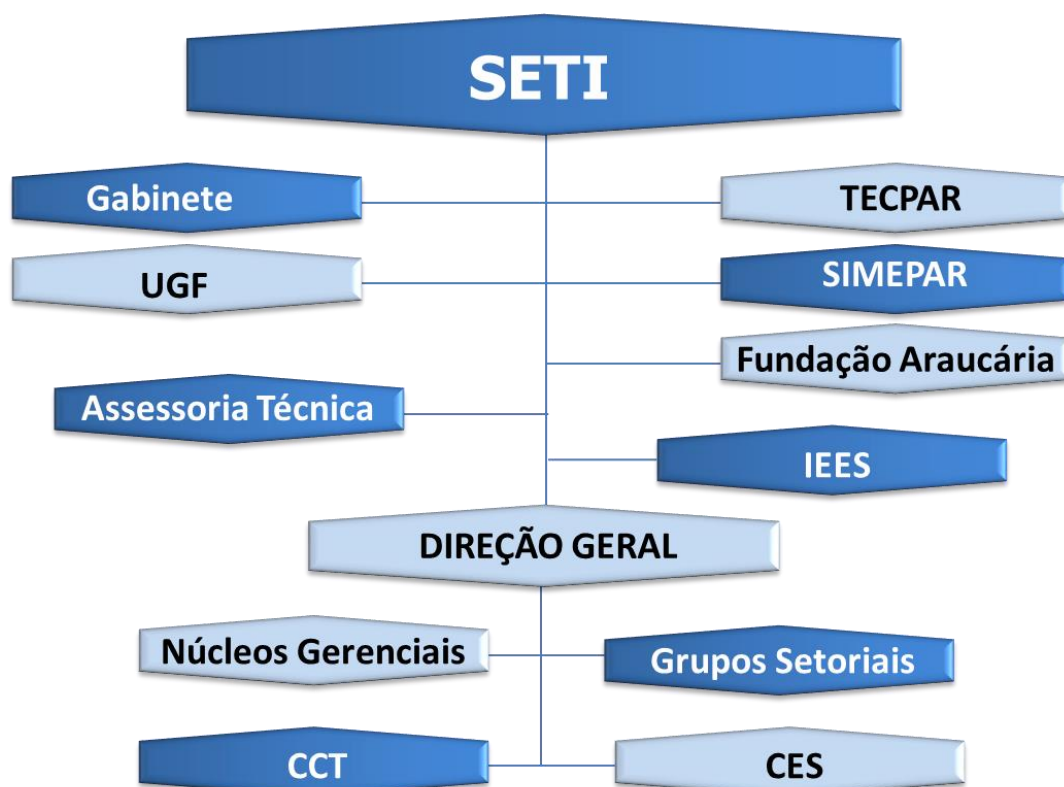 SETI
Gabinete
TECPAR
UGF
SIMEPAR
Fundação Araucária
Assessoria Técnica
IEES
DIREÇÃO GERAL
Núcleos Gerenciais
Grupos Setoriais
CCT
CES